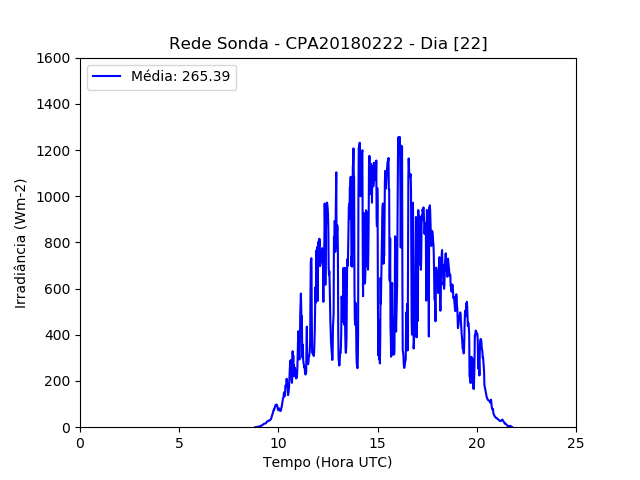 Rede Sonda - CPA20180222 - Dia [22]
Média: 265.39
Irradiância (Wm-2)
1600
1400
1200
1000
800
600
400
200
0
0 5 10 15 20 25
Tempo (Hora UTC)